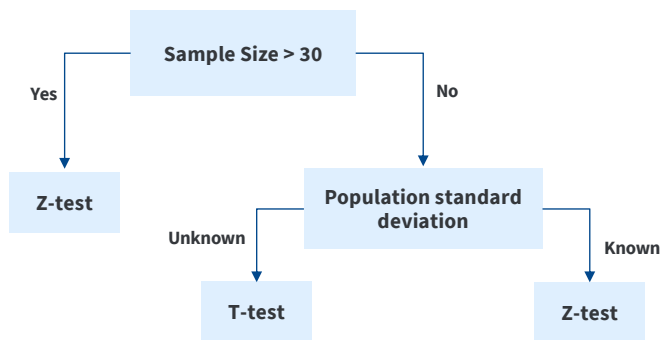 Sample Size > 30
Yes
No
Z-test
Population standard
deviation
Unknown
Known
T-test
Z-test